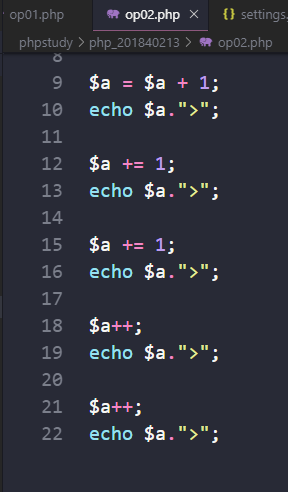 op01.php
op02.php ×
{} settings.
phpstudy > php_201840213 > op02.php
8
9 $a = $a + 1;
10 echo $a.">";
11
12 $a += 1;
13 echo $a.">";
14
15 $a += 1;
16 echo $a.">";
17
18 $a++;
19 echo $a.">";
20
21 $a++;
22 echo $a.">";